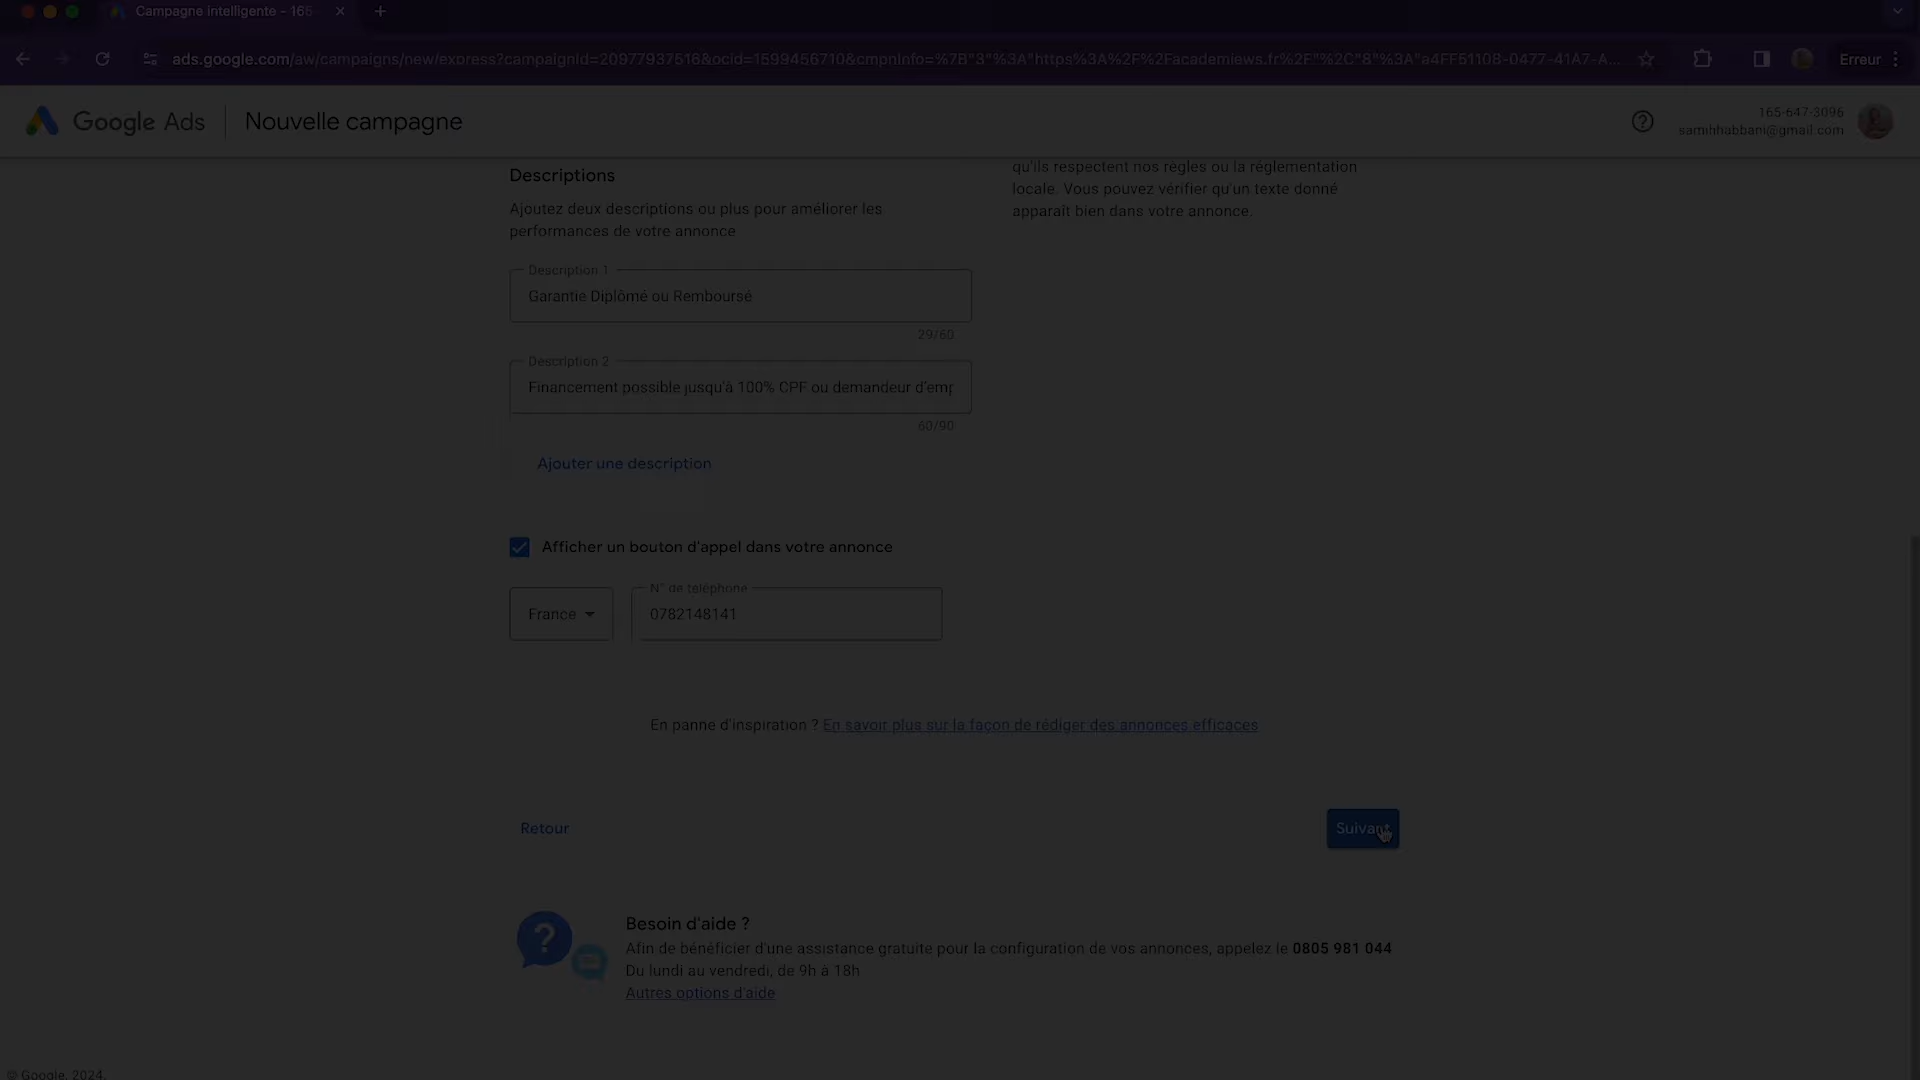 Campagne intelligente - 165
ads.google.com/aw/campaigns/new/express?campaignId=20977937516&ocid=1599456710&cmpnInfo=%7B"3"%3A"https%3A%2F%2Facademiews.fr%2F"%2C"8"%3A"a4FF5110B-0477-41A7-A...
Erreur
Google Ads
Nouvelle campagne
165-647-3096
samihhabbani@gmail.com
Descriptions
Ajoutez deux descriptions ou plus pour améliorer les
performances de votre annonce
qu'ils respectent nos règles ou la réglementation
locale. Vous pouvez vérifier qu'un texte donné
apparaît bien dans votre annonce.
Description 1
Garantie Diplômé ou Remboursé
29/60
Description 2
Financement possible jusqu'à 100% CPF ou demandeur d'emp
60/90
Ajouter une description
Afficher un bouton d'appel dans votre annonce
France
N° de téléphone
0782148141
En panne d'inspiration ? En savoir plus sur la façon de rédiger des annonces efficaces
Retour
Suivant
Besoin d'aide ?
Afin de bénéficier d'une assistance gratuite pour la configuration de vos annonces, appelez le 0805 981 044
Du lundi au vendredi, de 9h à 18h
Autres options d'aide
© Google, 2024.